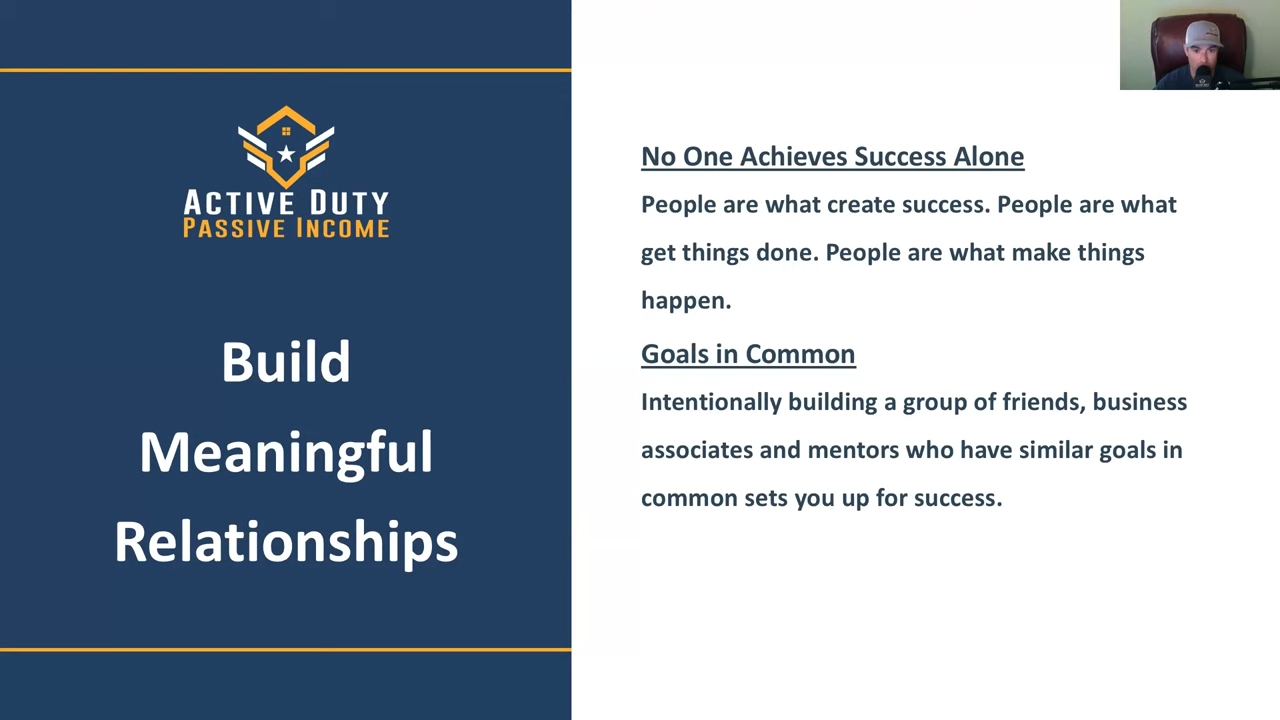 ACTIVE DUTY
PASSIVE INCOME
Build
Meaningful
Relationships
No One Achieves Success Alone
People are what create success. People are what
get things done. People are what make things
happen.
Goals in Common
Intentionally building a group of friends, business
associates and mentors who have similar goals in
common sets you up for success.